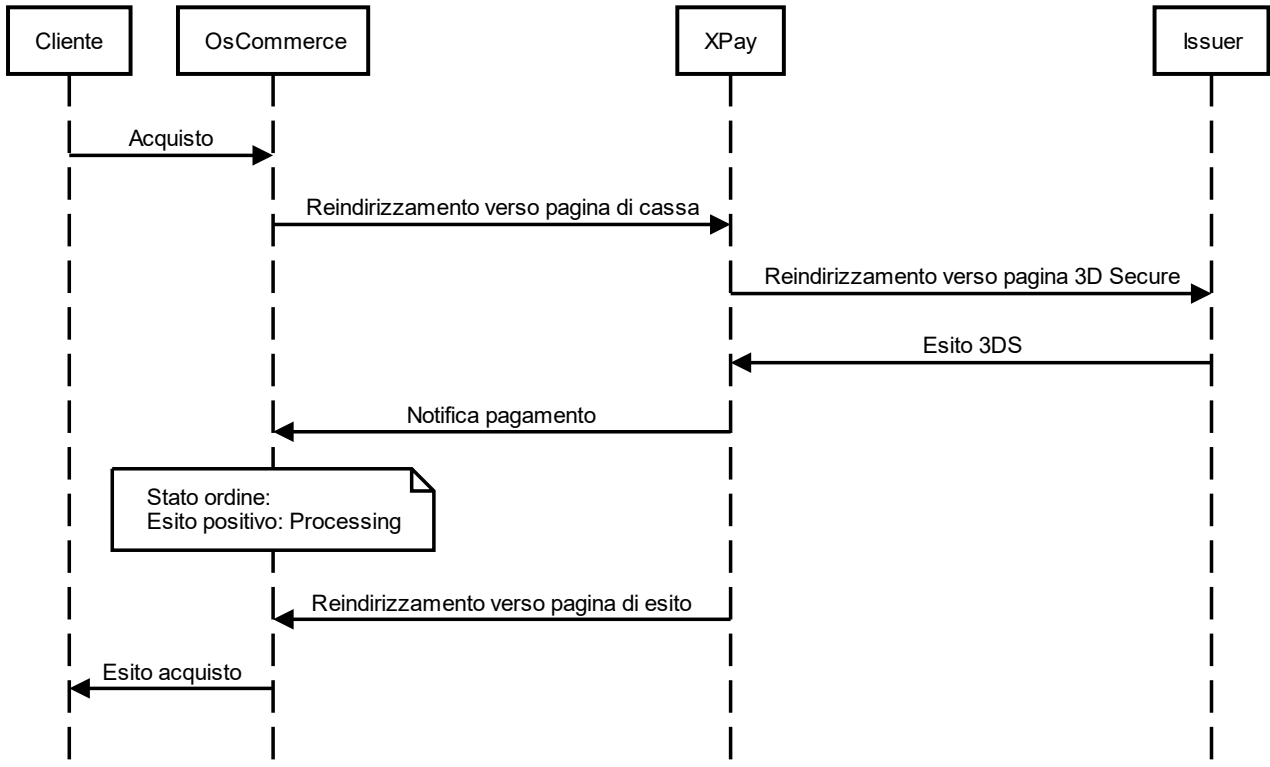 Cliente
OsCommerce
XPay
Issuer
Acquisto
Reindirizzamento verso pagina di cassa
Reindirizzamento verso pagina 3D Secure
Esito 3DS
Notifica pagamento
Stato ordine:
Esito positivo: Processing
Reindirizzamento verso pagina di esito
Esito acquisto